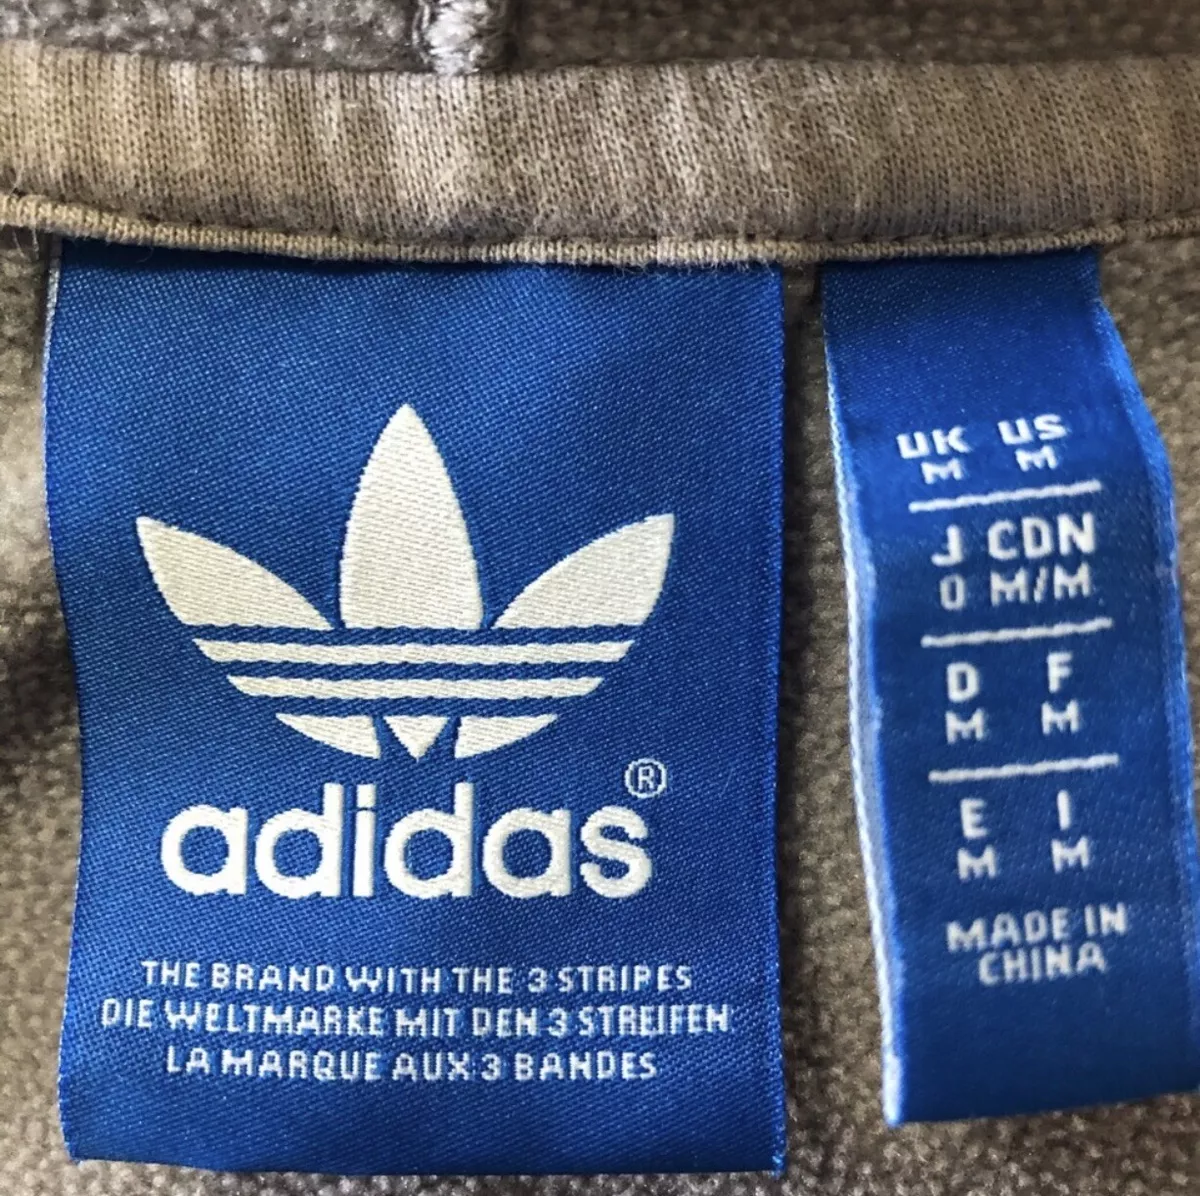 adidas®
THE BRAND WITH THE 3 STRIPES
DIE WELTMARKE MIT DEN 3 STREIFEN
LA MARQUE AUX 3 BANDES
UK US
M M
J CDN
O M/M
D F
M M
E I
M M
MADE IN
CHINA